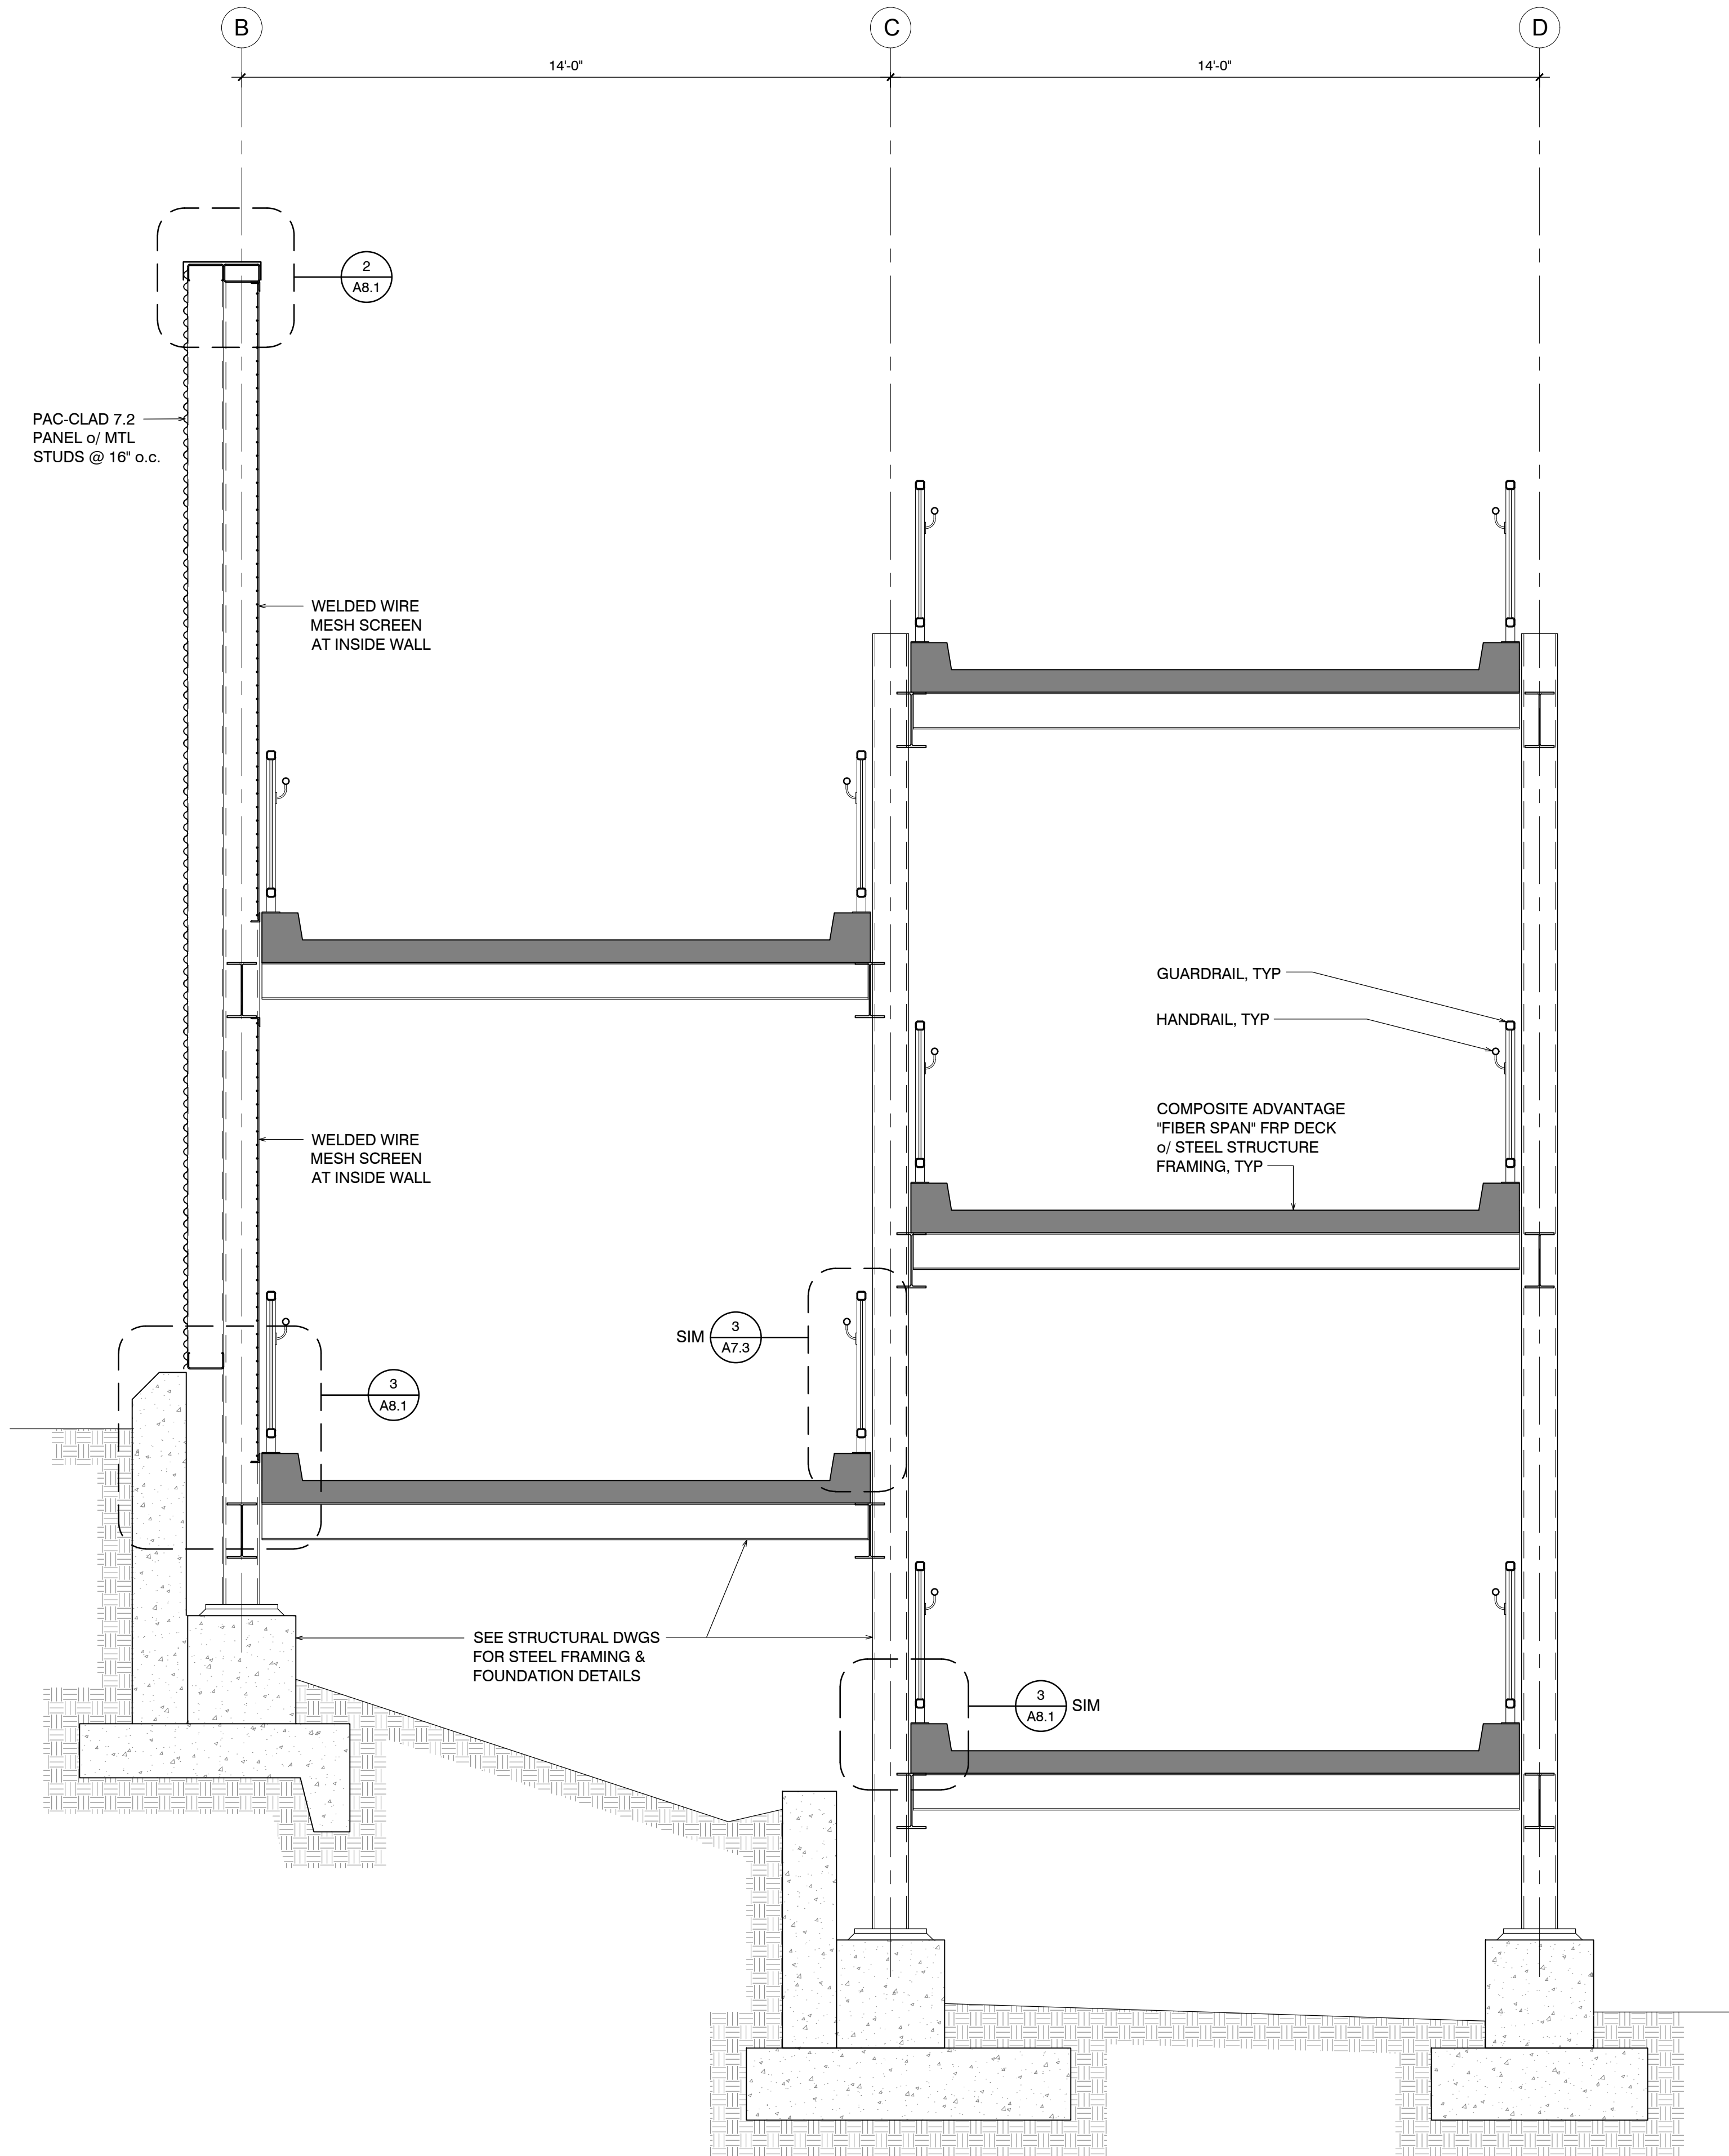 B
C
D
14'-0"
14'-0"
2
A8.1
PAC-CLAD 7.2
PANEL o/ MTL
STUDS @ 16" o.c.
WELDED WIRE
MESH SCREEN
AT INSIDE WALL
GUARDRAIL, TYP
HANDRAIL, TYP
COMPOSITE ADVANTAGE
"FIBER SPAN" FRP DECK
o/ STEEL STRUCTURE
FRAMING, TYP
WELDED WIRE
MESH SCREEN
AT INSIDE WALL
SIM
3
A7.3
3
A8.1
SEE STRUCTURAL DWGS
FOR STEEL FRAMING &
FOUNDATION DETAILS
3
A8.1
SIM